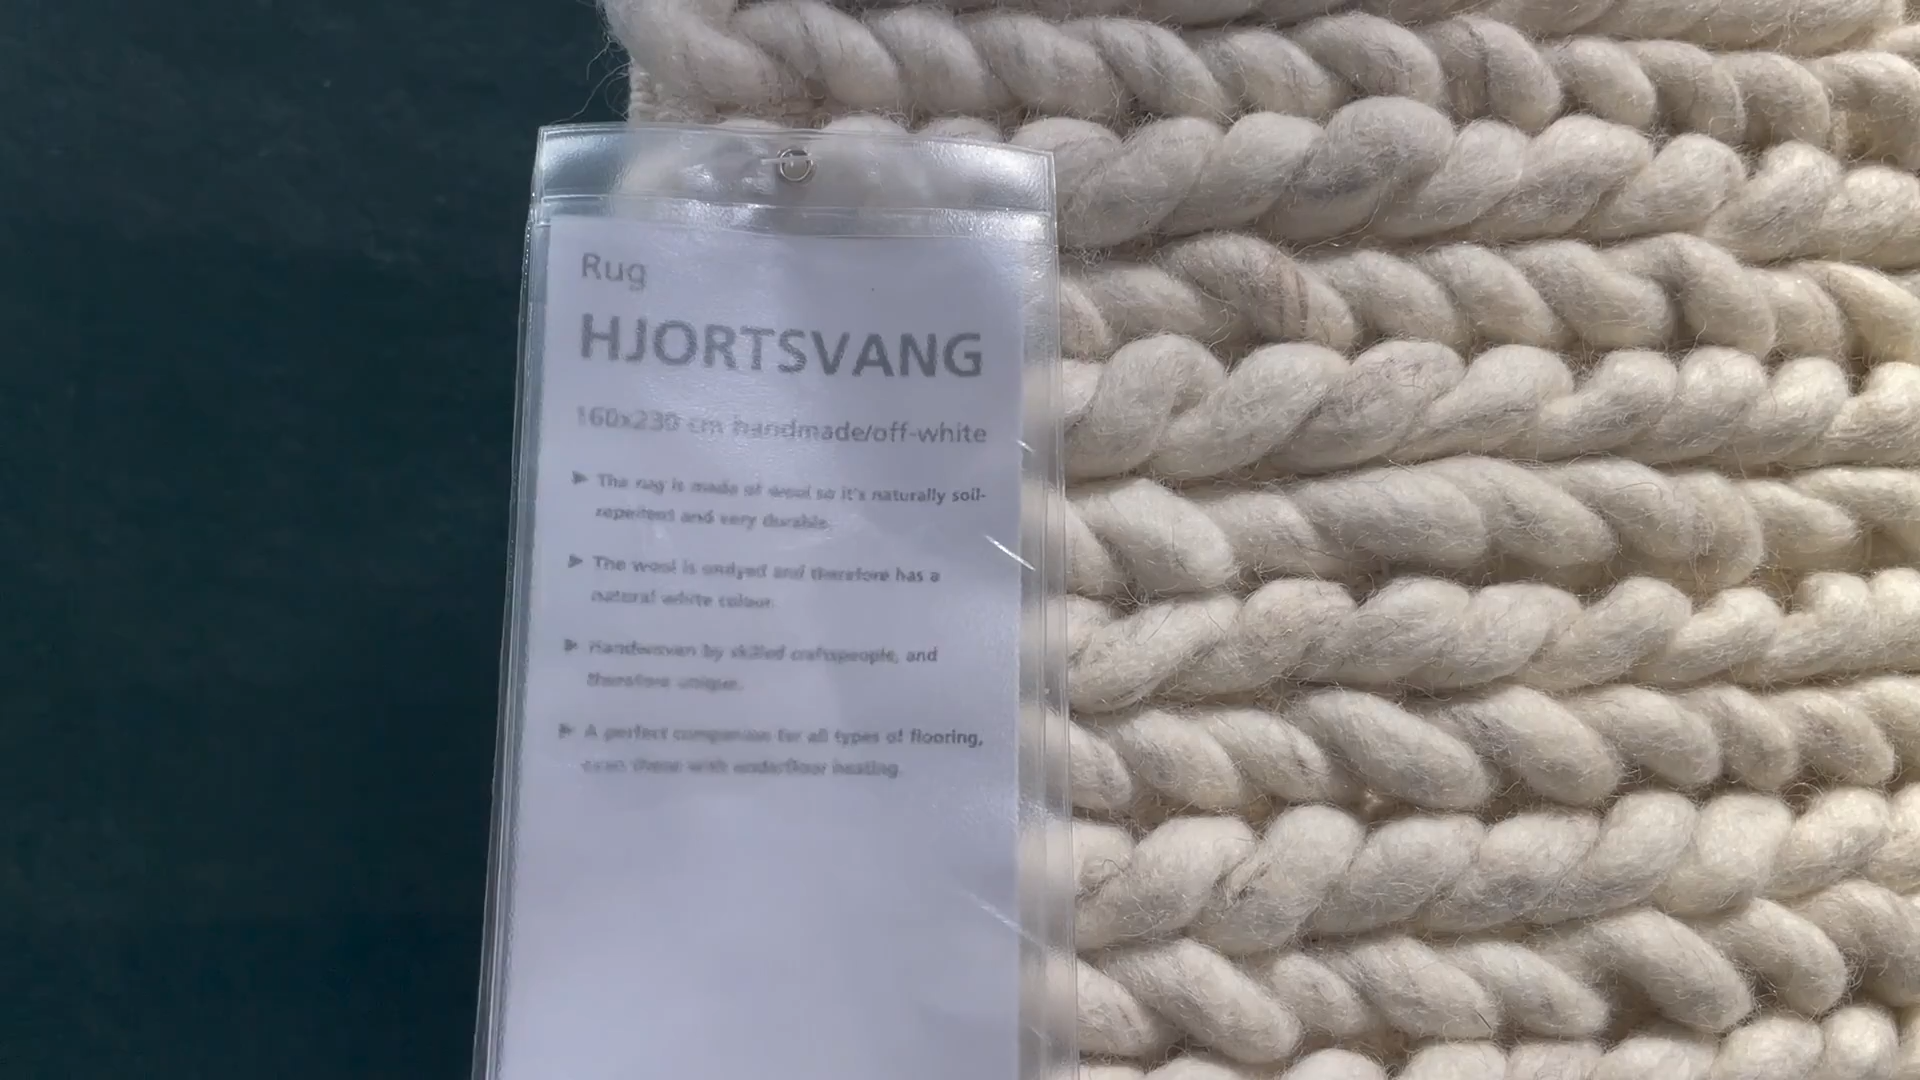 Rug
HJORTSVANG
160x230 cm handmade/off-white
► The rug is made of wool so it's naturally soil-
repellent and very durable.
► The wool is undyed and therefore has a
natural white colour.
► Handwoven by skilled craftspeople, and
therefore unique.
► A perfect companion for all types of flooring,
even those with underfloor heating.